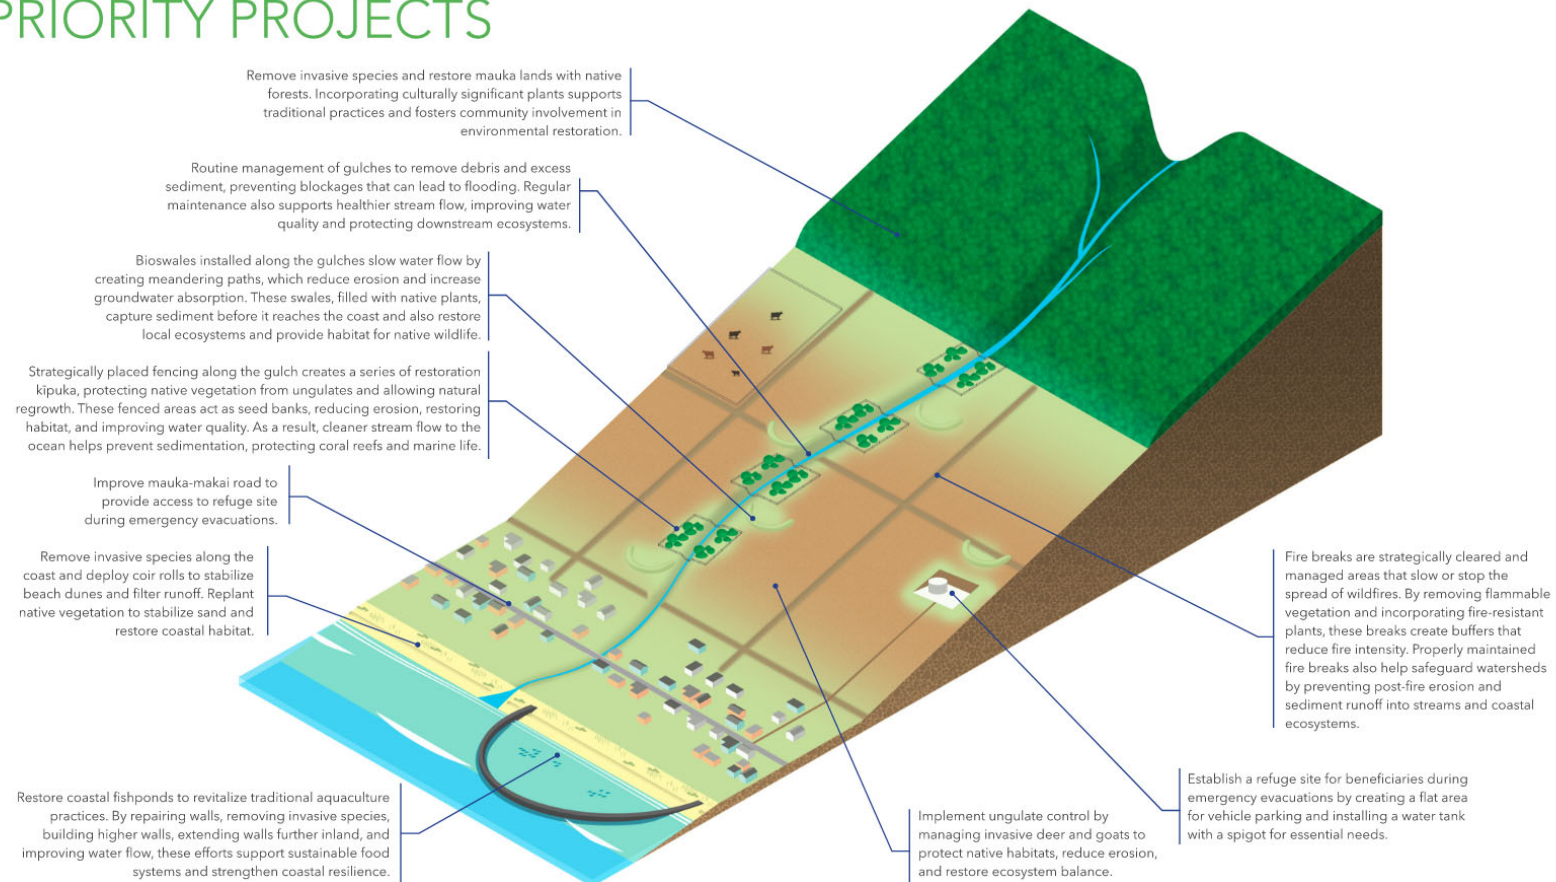 PRIORITY PROJECTS
Remove invasive species and restore mauka lands with native
forests. Incorporating culturally significant plants supports
traditional practices and fosters community involvement in
environmental restoration.
Routine management of gulches to remove debris and excess
sediment, preventing blockages that can lead to flooding. Regular
maintenance also supports healthier stream flow, improving water
quality and protecting downstream ecosystems.
Bioswales installed along the gulches slow water flow by
creating meandering paths, which reduce erosion and increase
groundwater absorption. These swales, filled with native plants,
capture sediment before it reaches the coast and also restore
local ecosystems and provide habitat for native wildlife.
Strategically placed fencing along the gulch creates a series of restoration
kīpuka, protecting native vegetation from ungulates and allowing natural
regrowth. These fenced areas act as seed banks, reducing erosion, restoring
habitat, and improving water quality. As a result, cleaner stream flow to the
ocean helps prevent sedimentation, protecting coral reefs and marine life.
Improve mauka-makai road to
provide access to refuge site
during emergency evacuations.
Remove invasive species along the
coast and deploy coir rolls to stabilize
beach dunes and filter runoff. Replant
native vegetation to stabilize sand and
restore coastal habitat.
Restore coastal fishponds to revitalize traditional aquaculture
practices. By repairing walls, removing invasive species,
building higher walls, extending walls further inland, and
improving water flow, these efforts support sustainable food
systems and strengthen coastal resilience.
Fire breaks are strategically cleared and
managed areas that slow or stop the
spread of wildfires. By removing flammable
vegetation and incorporating fire-resistant
plants, these breaks create buffers that
reduce fire intensity. Properly maintained
fire breaks also help safeguard watersheds
by preventing post-fire erosion and
sediment runoff into streams and coastal
ecosystems.
Establish a refuge site for beneficiaries during
emergency evacuations by creating a flat area
for vehicle parking and installing a water tank
with a spigot for essential needs.
Implement ungulate control by
managing invasive deer and goats to
protect native habitats, reduce erosion,
and restore ecosystem balance.